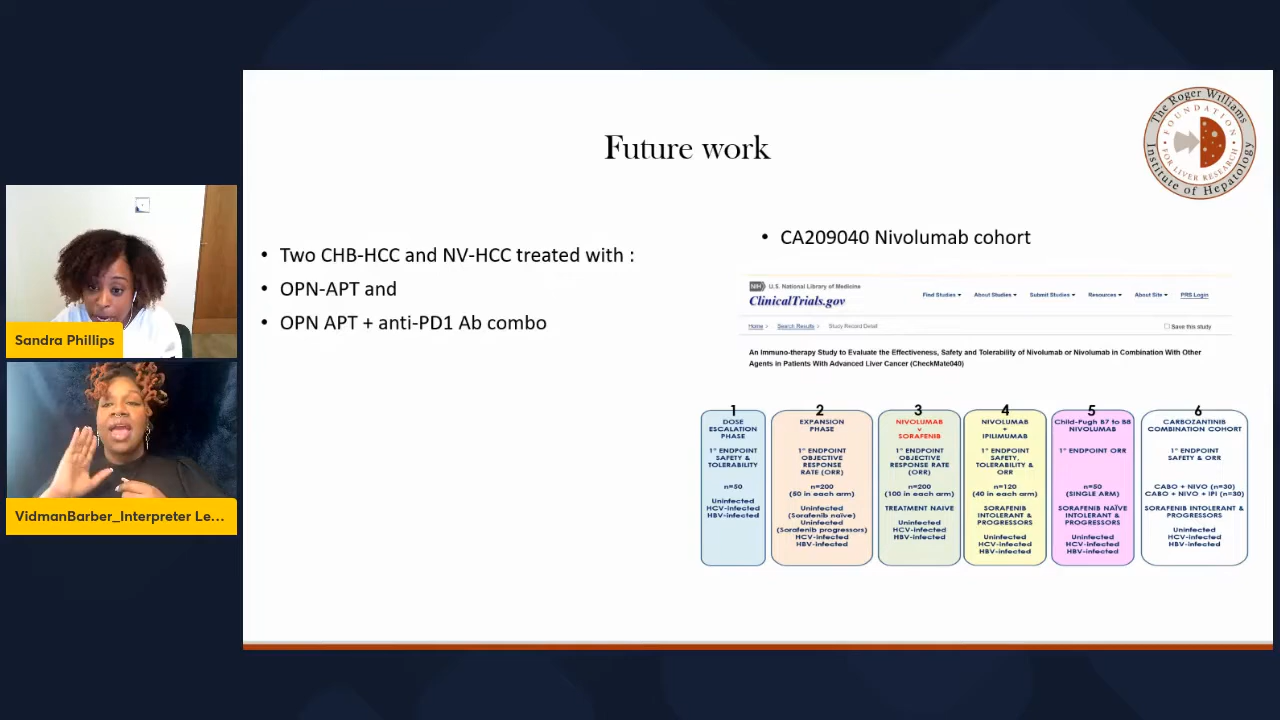 Future work
The Roger Williams
Institute of Hepatology
FOUNDATION
FOR LIVER RESEARCH
• Two CHB-HCC and NV-HCC treated with :
• OPN-APT and
• OPN APT + anti-PD1 Ab combo
• CA209040 Nivolumab cohort
NIH U.S. National Library of Medicine
ClinicalTrials.gov
Find Studies About Studies Submit Studies Resources About Site PRS Login
Home > Search Results > Study Record Detail
Save this study
An Immuno-therapy Study to Evaluate the Effectiveness, Safety and Tolerability of Nivolumab or Nivolumab in Combination With Other
Agents in Patients With Advanced Liver Cancer (CheckMate040)
1
DOSE
ESCALATION
PHASE
1° ENDPOINT
SAFETY &
TOLERABILITY
n=50
Uninfected
HCV-infected
HBV-infected
2
EXPANSION
PHASE
1° ENDPOINT
OBJECTIVE
RESPONSE
RATE (ORR)
n=200
(50 in each arm)
Uninfected
(Sorafenib naïve)
Uninfected
(Sorafenib progressors)
HCV-infected
HBV-infected
3
NIVOLUMAB
v
SORAFENIB
1° ENDPOINT
OBJECTIVE
RESPONSE RATE
(ORR)
n=200
(100 in each arm)
TREATMENT NAIVE
Uninfected
HCV-infected
HBV-infected
4
NIVOLUMAB
+
IPILIMUMAB
1° ENDPOINT
SAFETY,
TOLERABILITY &
ORR
n=120
(40 in each arm)
SORAFENIB
INTOLERANT &
PROGRESSORS
Uninfected
HCV-infected
HBV-infected
5
Child-Pugh B7 to B8
NIVOLUMAB
1° ENDPOINT ORR
n=50
(SINGLE ARM)
SORAFENIB NAÏVE
INTOLERANT &
PROGRESSORS
Uninfected
HCV-infected
HBV-infected
6
CARBOZANTINIB
COMBINATION COHORT
1° ENDPOINT
SAFETY & ORR
CABO + NIVO (n=30)
CABO + NIVO + IPI (n=30)
SORAFENIB INTOLERANT &
PROGRESSORS
Uninfected
HCV-infected
HBV-infected
Sandra Phillips
VidmanBarber_Interpreter Le...